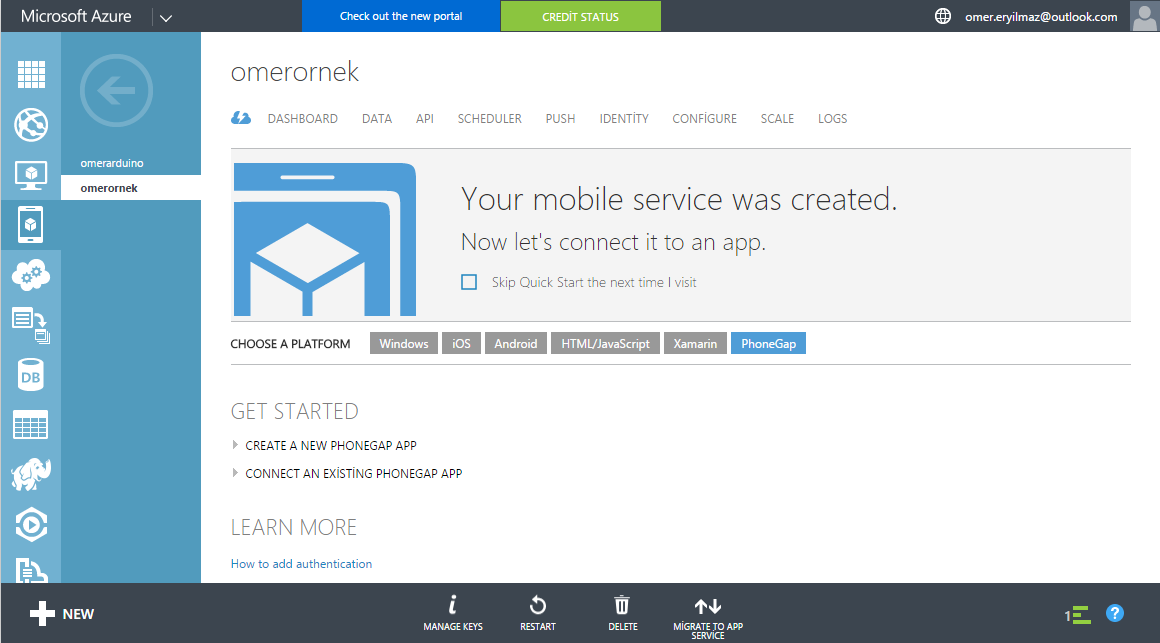 Microsoft Azure
Check out the new portal
CREDİT STATUS
omer.eryilmaz@outlook.com
omerarduino
omerornek
DB
omerornek
DASHBOARD DATA API SCHEDULER PUSH IDENTİTY CONFİGURE SCALE LOGS
Your mobile service was created.
Now let's connect it to an app.
Skip Quick Start the next time I visit
CHOOSE A PLATFORM Windows iOS Android HTML/JavaScript Xamarin PhoneGap
GET STARTED
CREATE A NEW PHONEGAP APP
CONNECT AN EXİSTİNG PHONEGAP APP
LEARN MORE
How to add authentication
NEW
MANAGE KEYS
RESTART
DELETE
MİGRATE TO APP
SERVICE
1
?